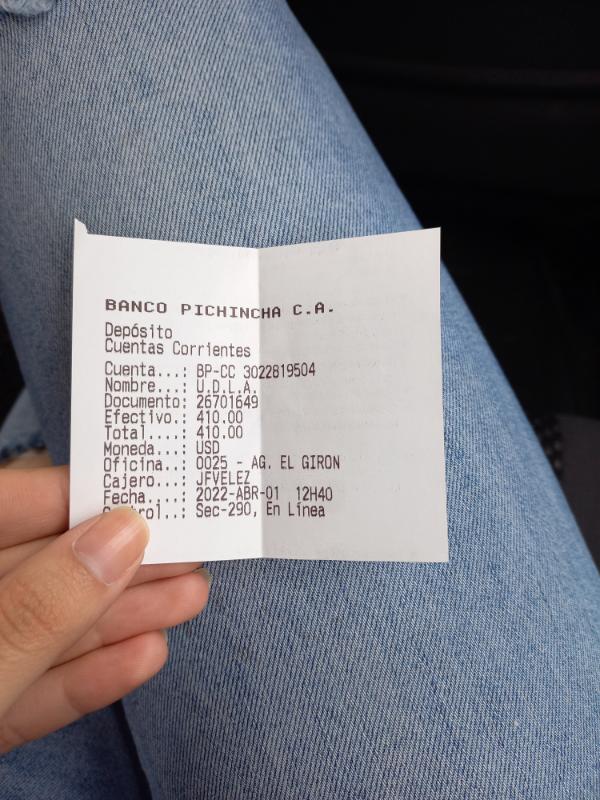 BANCO PICHINCHA C.A.
Depósito
Cuentas Corrientes
Cuenta...: BP-CC 3022819504
Nombre...: U.D.L.A.
Documento: 26701649
Efectivo.: 410.00
Total....: 410.00
Moneda...: USD
Oficina..: 0025 - AG. EL GIRON
Cajero...: JFVELEZ
Fecha....: 2022-ABR-01 12H40
Sec-290, En Línea